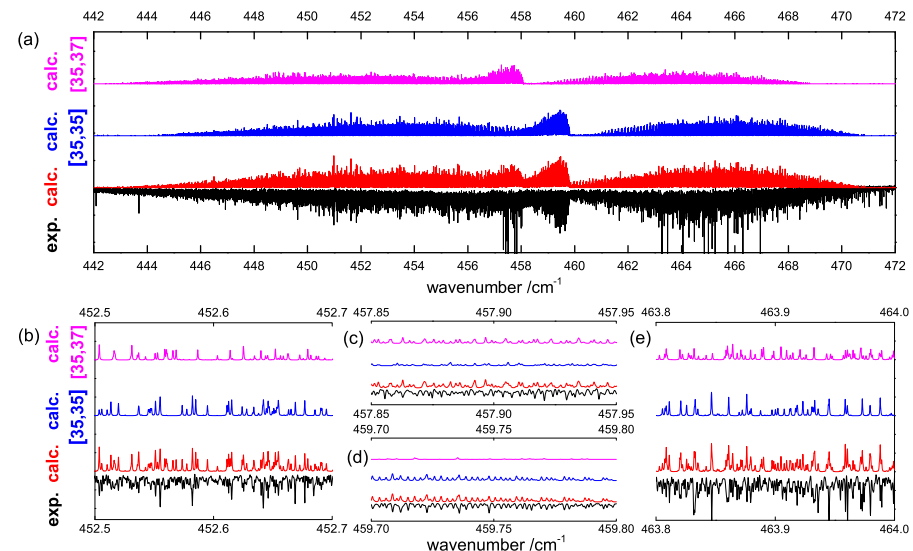 442 444 446 448 450 452 454 456 458 460 462 464 466 468 470 472
(a)
calc. [35,37]
calc. [35,35]
calc.
exp.
442 444 446 448 450 452 454 456 458 460 462 464 466 468 470 472
wavenumber /cm⁻¹
452.5 452.6 452.7
(b)
calc. [35,37]
calc. [35,35]
calc.
exp.
452.5 452.6 452.7
457.85 457.90 457.95
(c)
457.85 457.90 457.95
459.70 459.75 459.80
(d)
459.70 459.75 459.80
463.8 463.9 464.0
(e)
463.8 463.9 464.0
wavenumber /cm⁻¹